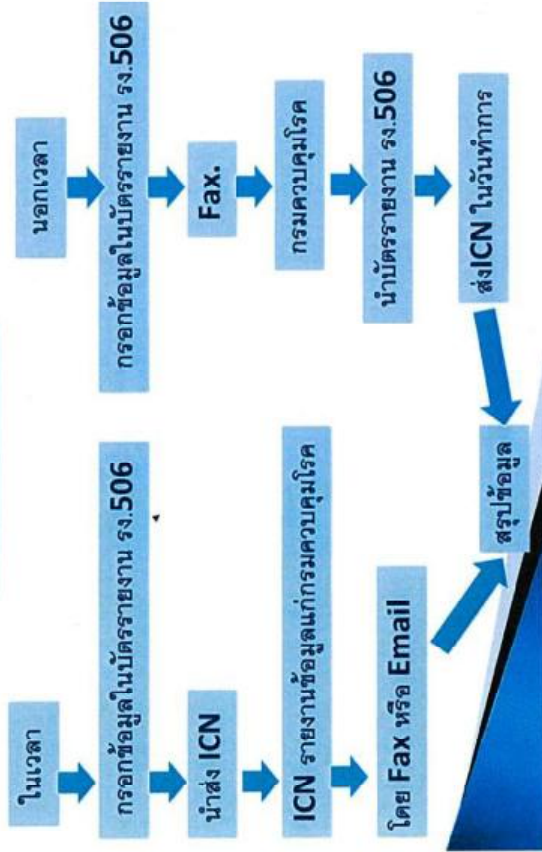 ในเวลา
กรอกข้อมูลในบัตรรายงาน รง.506
นำส่ง ICN
ICN รายงานข้อมูลแก่กรมควบคุมโรค
โดย Fax หรือ Email
นอกเวลา
กรอกข้อมูลในบัตรรายงาน รง.506
Fax.
กรมควบคุมโรค
นำบัตรรายงาน รง.506
ส่งICN ในวันทำการ
สรุปข้อมูล